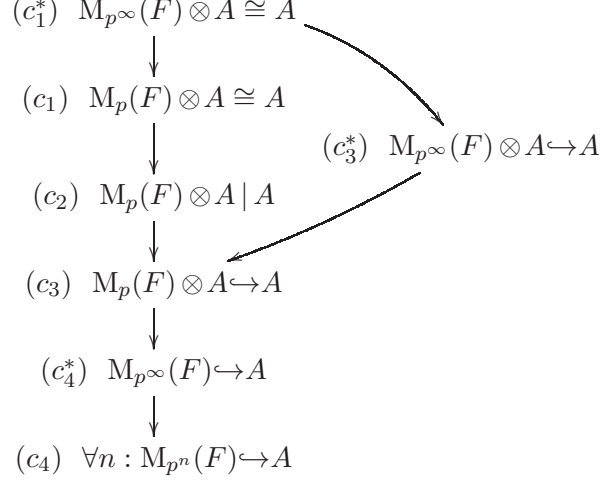 (c₁*) M_{p^∞}(F) ⊗ A ≅ A
(c₁) M_p(F) ⊗ A ≅ A
(c₃*) M_{p^∞}(F) ⊗ A ↪ A
(c₂) M_p(F) ⊗ A | A
(c₃) M_p(F) ⊗ A ↪ A
(c₄*) M_{p^∞}(F) ↪ A
(c₄) ∀n : M_{p^n}(F) ↪ A